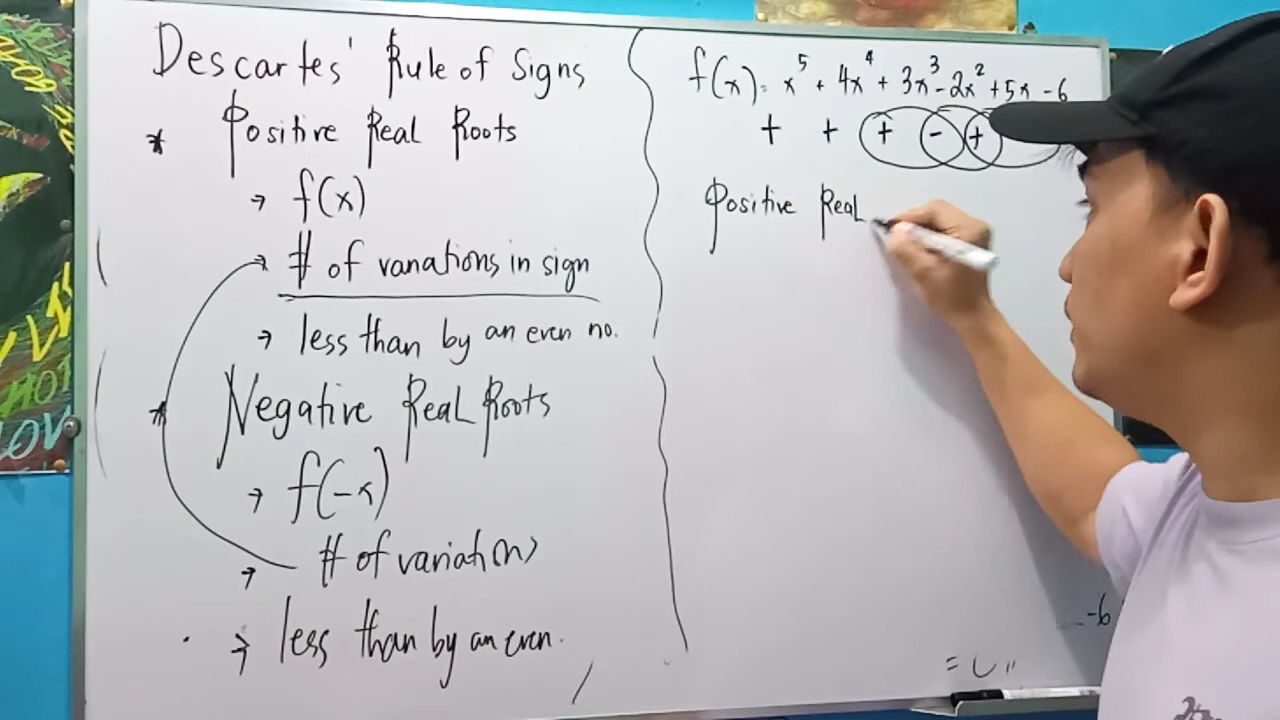 Descartes' Rule of Signs
* Positive Real Roots
→ f(x)
→ # of variations in sign
→ less than by an even no.
* Negative Real Roots
→ f(-x)
→ # of variations
→ less than by an even.
f(x) = x⁵ + 4x⁴ + 3x³ - 2x² + 5x - 6
+ + + - +
Positive Real
-6